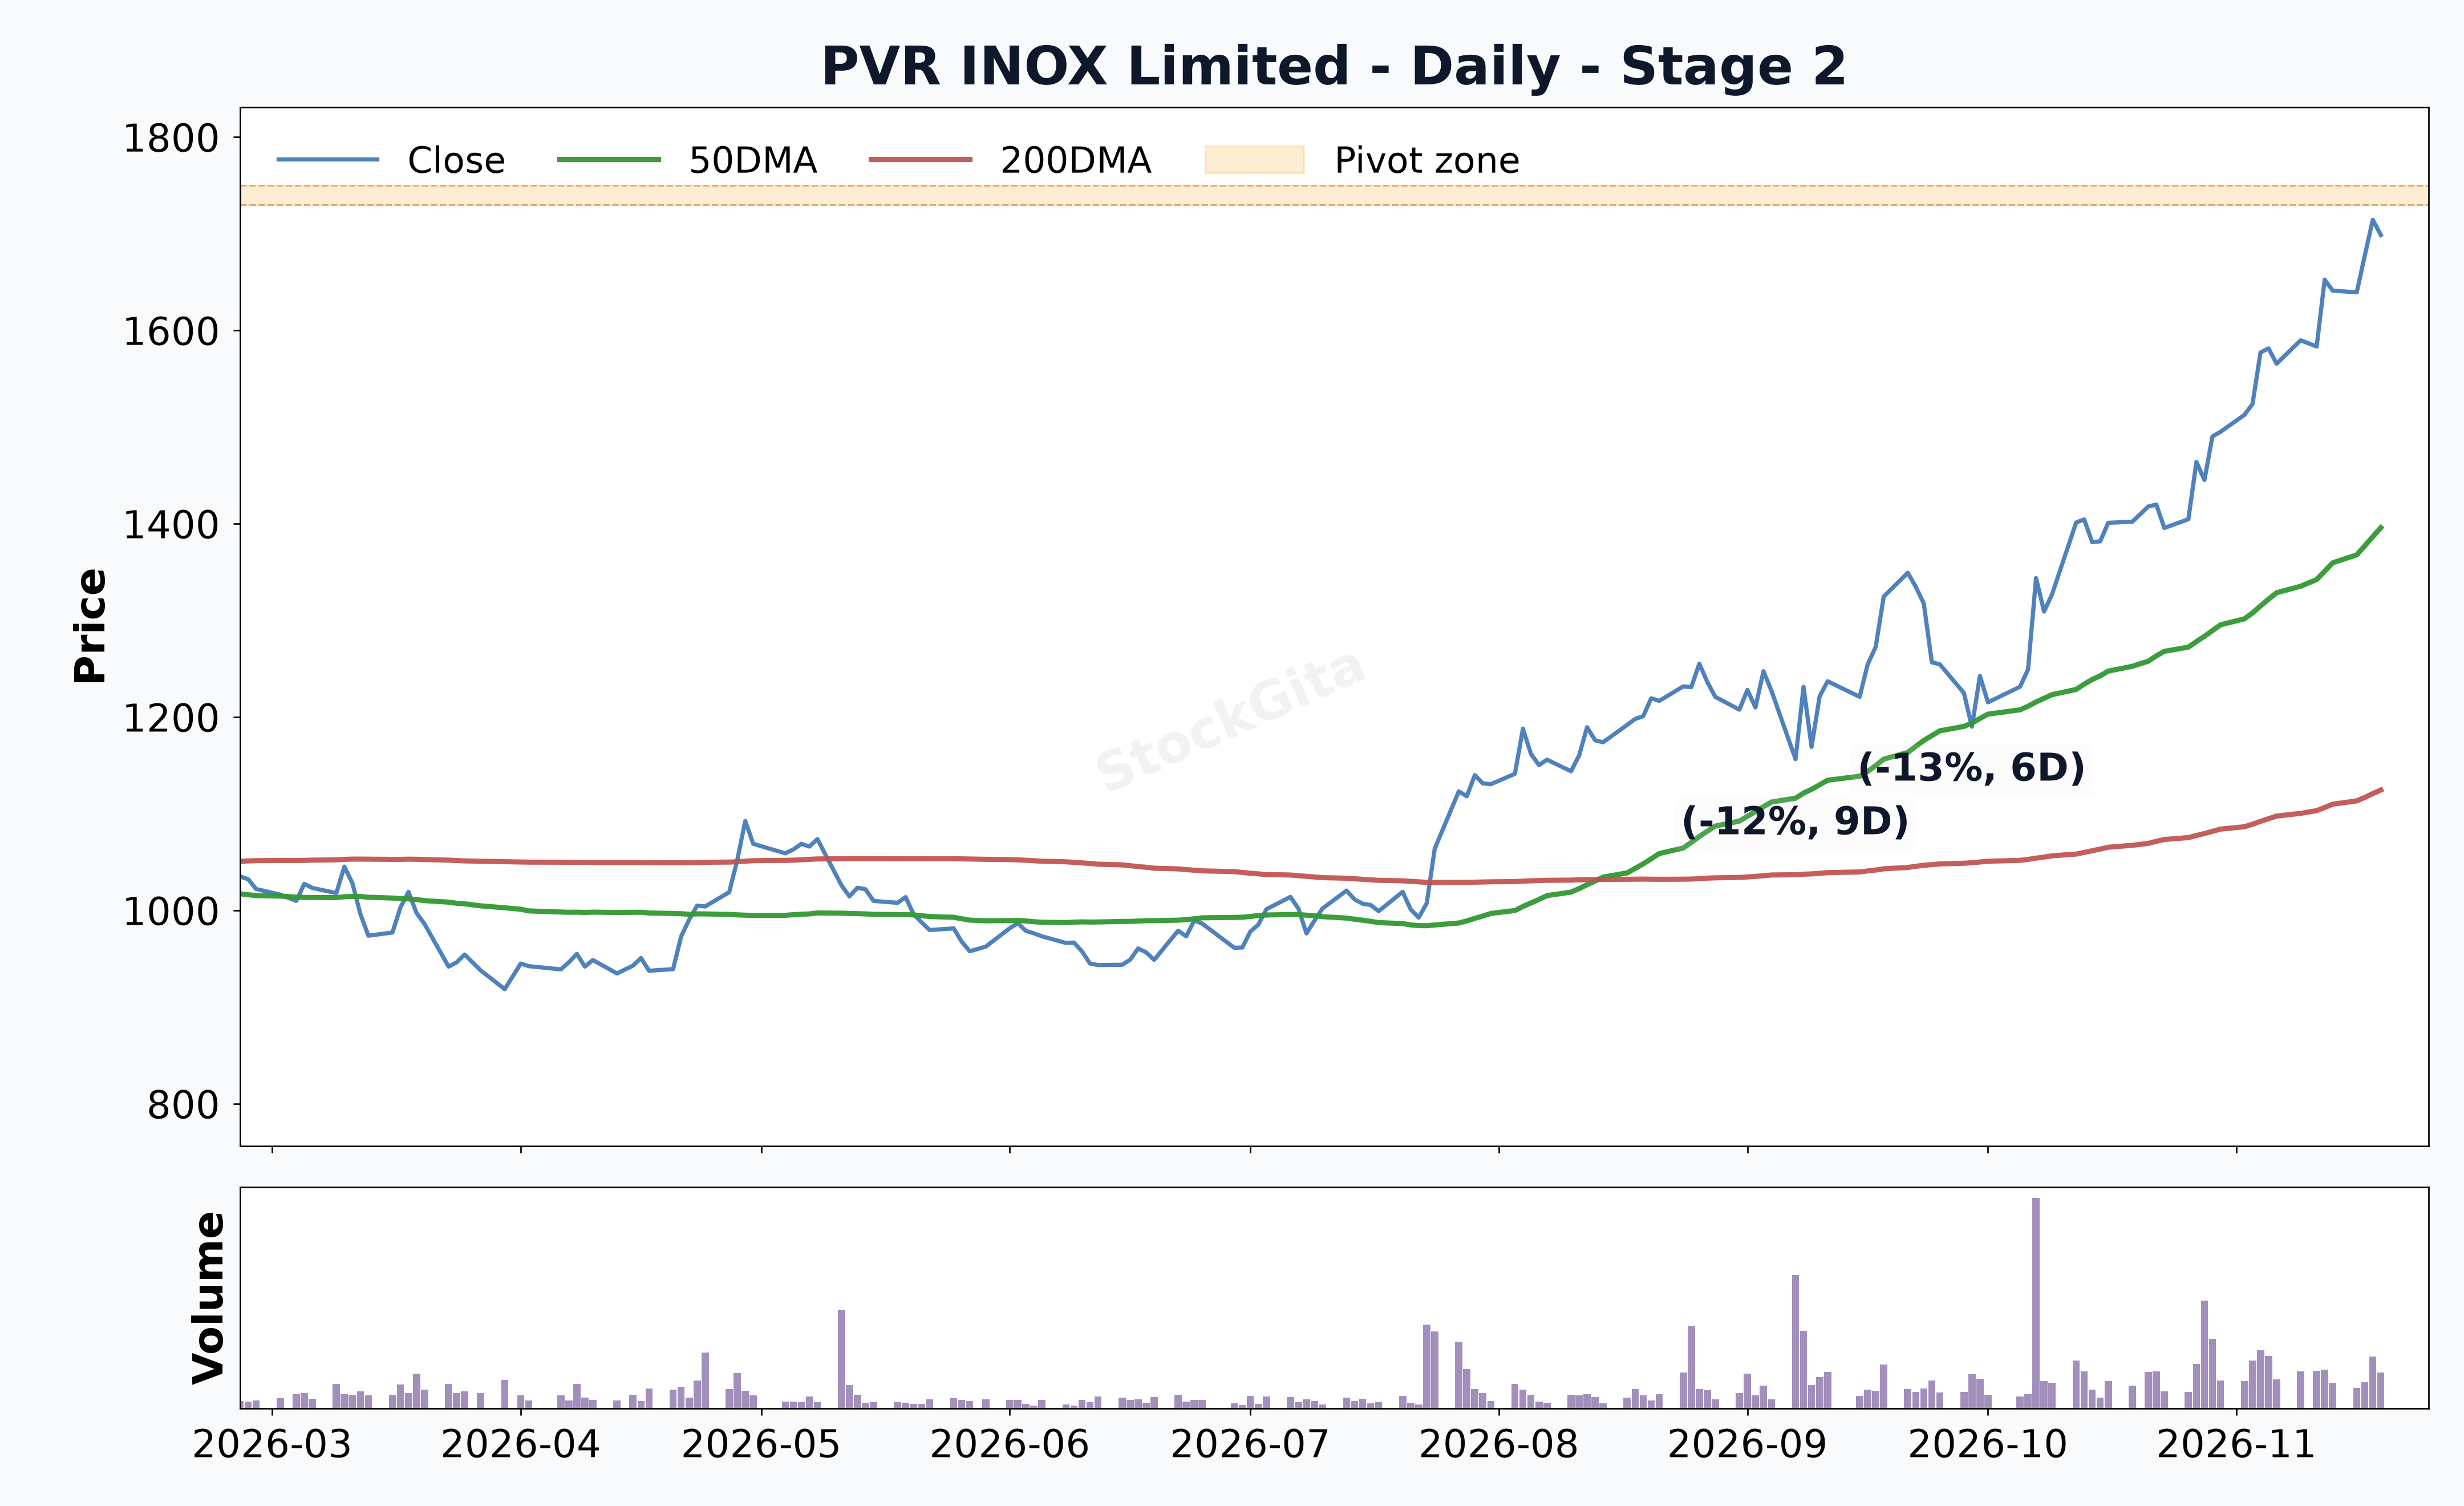 PVR INOX Limited - Daily - Stage 2
Close 50DMA 200DMA Pivot zone
Price
1800
1600
1400
1200
1000
800
StockGita
(-13%, 6D)
(-12%, 9D)
Volume
2026-03 2026-04 2026-05 2026-06 2026-07 2026-08 2026-09 2026-10 2026-11